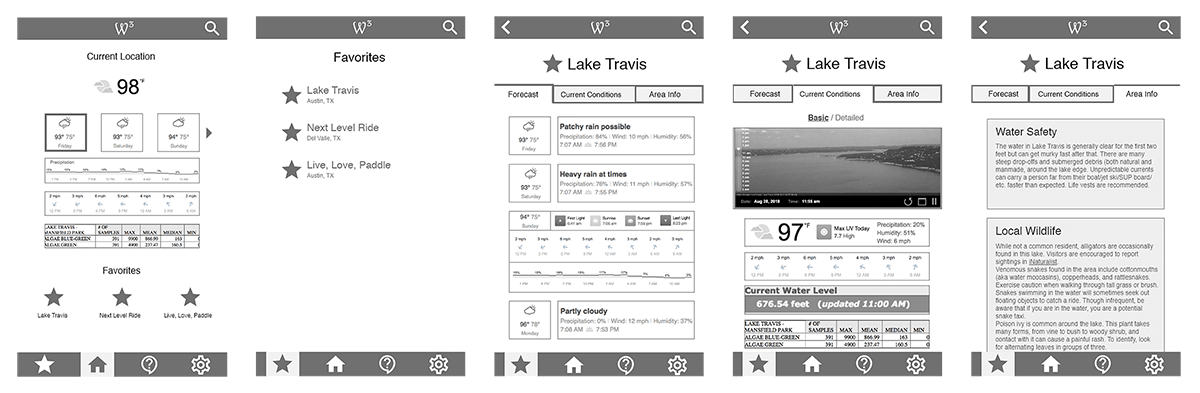 W³
Current Location
98°F
93° 75°
Friday
93° 75°
Saturday
94° 75°
Sunday
Precipitation
2 mph 3 mph 5 mph 6 mph 6 mph 5 mph 2 mph
12 PM
LAKE TRAVIS - MANSFIELD PARK # OF SAMPLES MAX MEAN MEDIAN MIN
ALGAE BLUE-GREEN 391 9900 866.99 163 0
ALGAE GREEN 391 4900 237.47 160.5
Favorites
Lake Travis Next Level Ride Live, Love, Paddle
W³
Favorites
Lake Travis
Austin, TX
Next Level Ride
Del Valle, TX
Live, Love, Paddle
Austin, TX
W³
Lake Travis
Forecast Current Conditions Area Info
93° 75°
Friday
Patchy rain possible
Precipitation: 84% | Wind: 10 mph | Humidity: 56%
7:07 AM 7:56 PM
93° 75°
Saturday
Heavy rain at times
Precipitation: 76% | Wind: 11 mph | Humidity: 57%
7:07 AM 7:55 PM
94° 75°
Sunday
First Light Sunrise Sunset Last Light
96° 78°
Monday
Partly cloudy
Precipitation: 0% | Wind: 12 mph | Humidity: 37%
7:08 AM 7:53 PM
W³
Lake Travis
Forecast Current Conditions Area Info
Basic / Detailed
Date: Aug 28, 2018 Time: 11:55 am
97°F
Max UV Today
7.7 High
Precipitation: 20%
Humidity: 51%
Wind: 6 mph
Current Water Level
676.54 feet (updated 11:00 AM)
LAKE TRAVIS - MANSFIELD PARK # OF SAMPLES MAX MEAN MEDIAN MIN
ALGAE BLUE-GREEN 391 9900 866.99 163 0
ALGAE GREEN 391 4900 237.47 160.5 0
W³
Lake Travis
Forecast Current Conditions Area Info
Water Safety
The water in Lake Travis is generally clear for the first two
feet but can get murky fast after that. There are many
steep drop-offs and submerged debris (both natural and
manmade, around the lake edge. Unpredictable currents
can carry a person far from their boat/jet ski/SUP board/
etc. faster than expected. Life vests are recommended.
Local Wildlife
While not a common resident, alligators are occasionally
found in this lake. Visitors are encouraged to report
sightings in iNaturalist.
Venomous snakes found in the area include cottonmouths
(aka water moccasins), copperheads, and rattlesnakes.
Exercise caution when walking through tall grass or brush.
Snakes swimming in the water will sometimes seek out
floating objects to catch a ride. Though infrequent, be
aware that if you are in the water, you are a potential
snake taxi.
Poison ivy is common around the lake. This plant takes
many forms, from vine to bush to woody shrub, and
contact with it can cause a painful rash. To identify, look
for alternating leaves in groups of three.